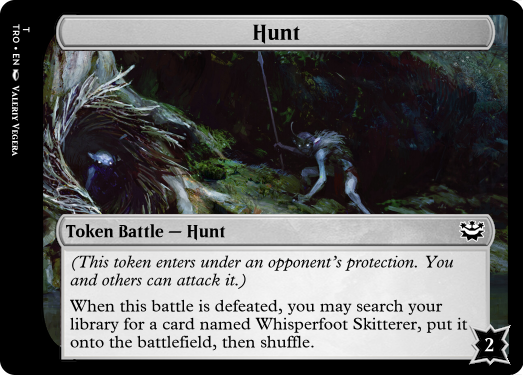 Hunt
Token Battle — Hunt
(This token enters under an opponent's protection. You
and others can attack it.)
When this battle is defeated, you may search your
library for a card named Whisperfoot Skitterer, put it
onto the battlefield, then shuffle.
2
T
TRO • EN VALERIY VEGERA